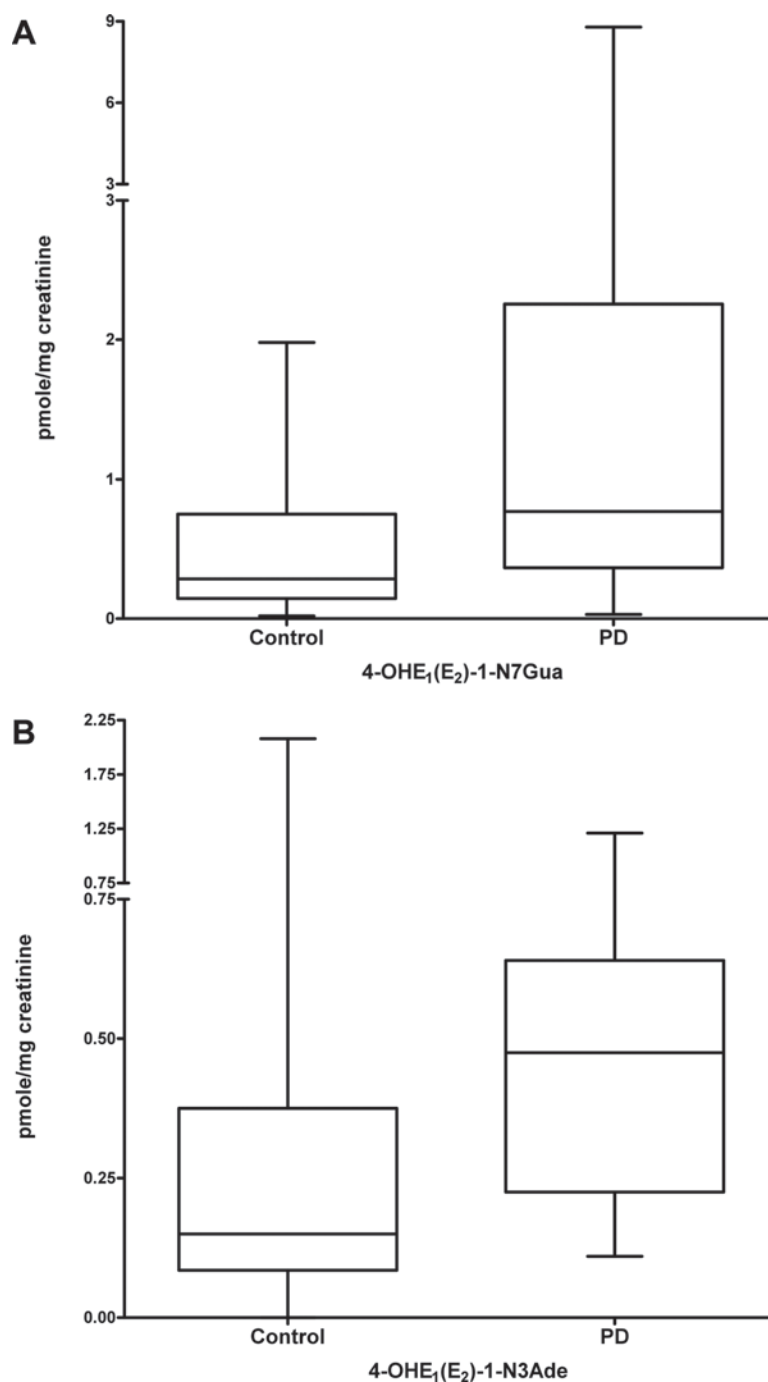 A
9
6
3
3
2
1
0
pmole/mg creatinine
Control PD
4-OHE₁(E₂)-1-N7Gua
B
2.25
1.75
1.25
0.75
0.75
0.50
0.25
0.00
pmole/mg creatinine
Control PD
4-OHE₁(E₂)-1-N3Ade